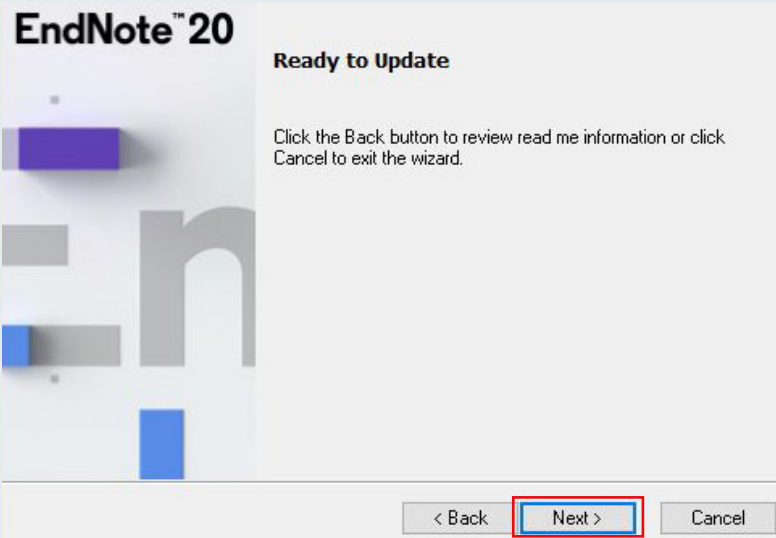 EndNote™20
Ready to Update
Click the Back button to review read me information or click
Cancel to exit the wizard.
En
< Back
Next >
Cancel